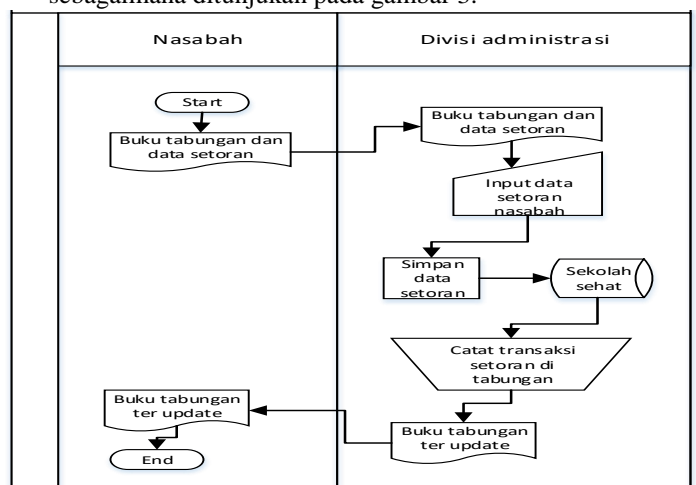 sebagaimana ditunjukan pada gambar 3.
Nasabah
Divisi administrasi
Start
Buku tabungan dan
data setoran
Buku tabungan dan
data setoran
Input data
setoran
nasabah
Simpan
data
setoran
Sekolah
sehat
Catat transaksi
setoran di
tabungan
Buku tabungan
ter update
Buku tabungan
ter update
End